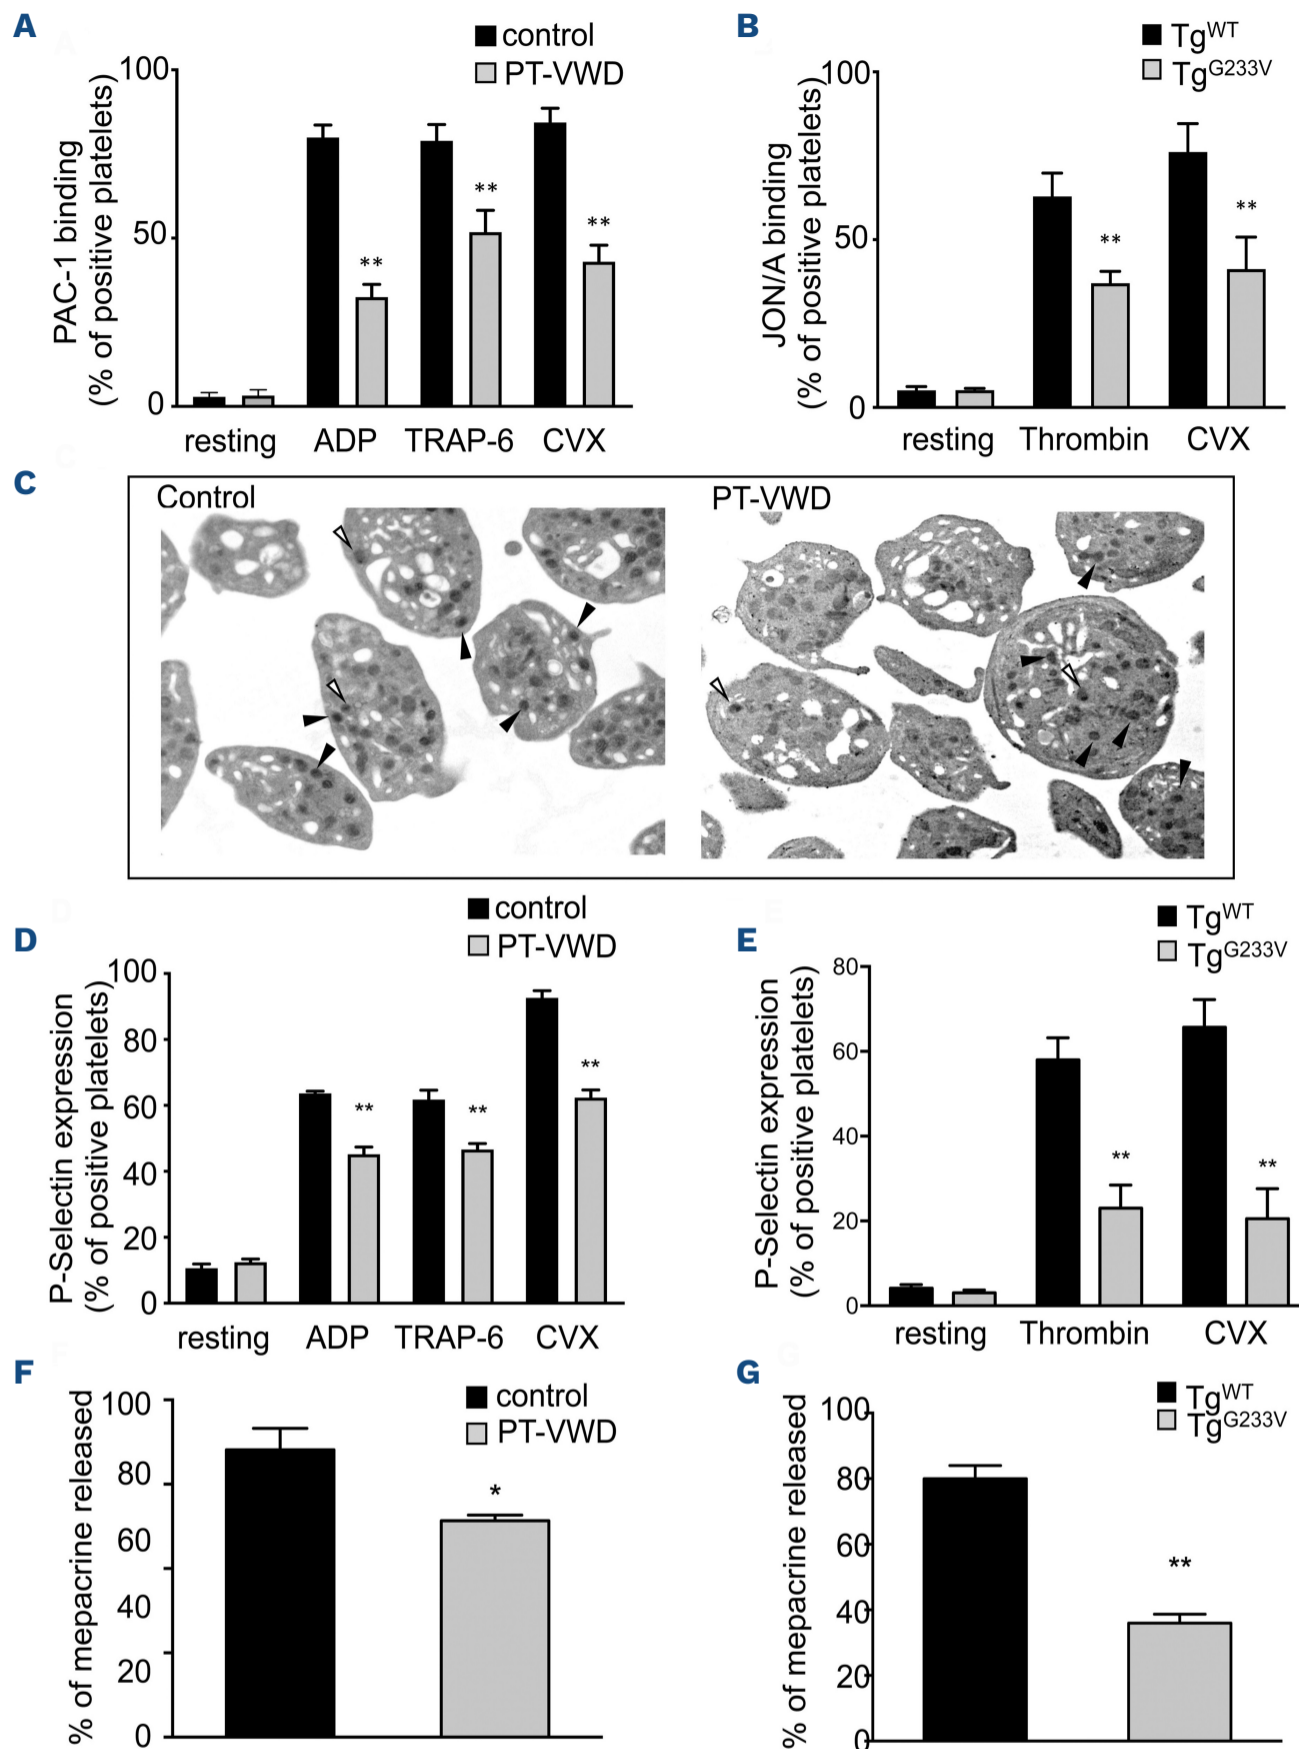 A
control
PT-VWD
PAC-1 binding
(% of positive platelets)
100
50
0
** ** **
resting ADP TRAP-6 CVX
B
Tg^WT
Tg^G233V
JON/A binding
(% of positive platelets)
100
50
0
** **
resting Thrombin CVX
C
Control PT-VWD
D
control
PT-VWD
P-Selectin expression
(% of positive platelets)
100
80
60
40
20
0
** ** **
resting ADP TRAP-6 CVX
E
Tg^WT
Tg^G233V
P-Selectin expression
(% of positive platelets)
80
60
40
20
0
** **
resting Thrombin CVX
F
control
PT-VWD
% of mepacrine released
100
80
60
40
20
0
*
G
Tg^WT
Tg^G233V
% of mepacrine released
100
80
60
40
20
0
**